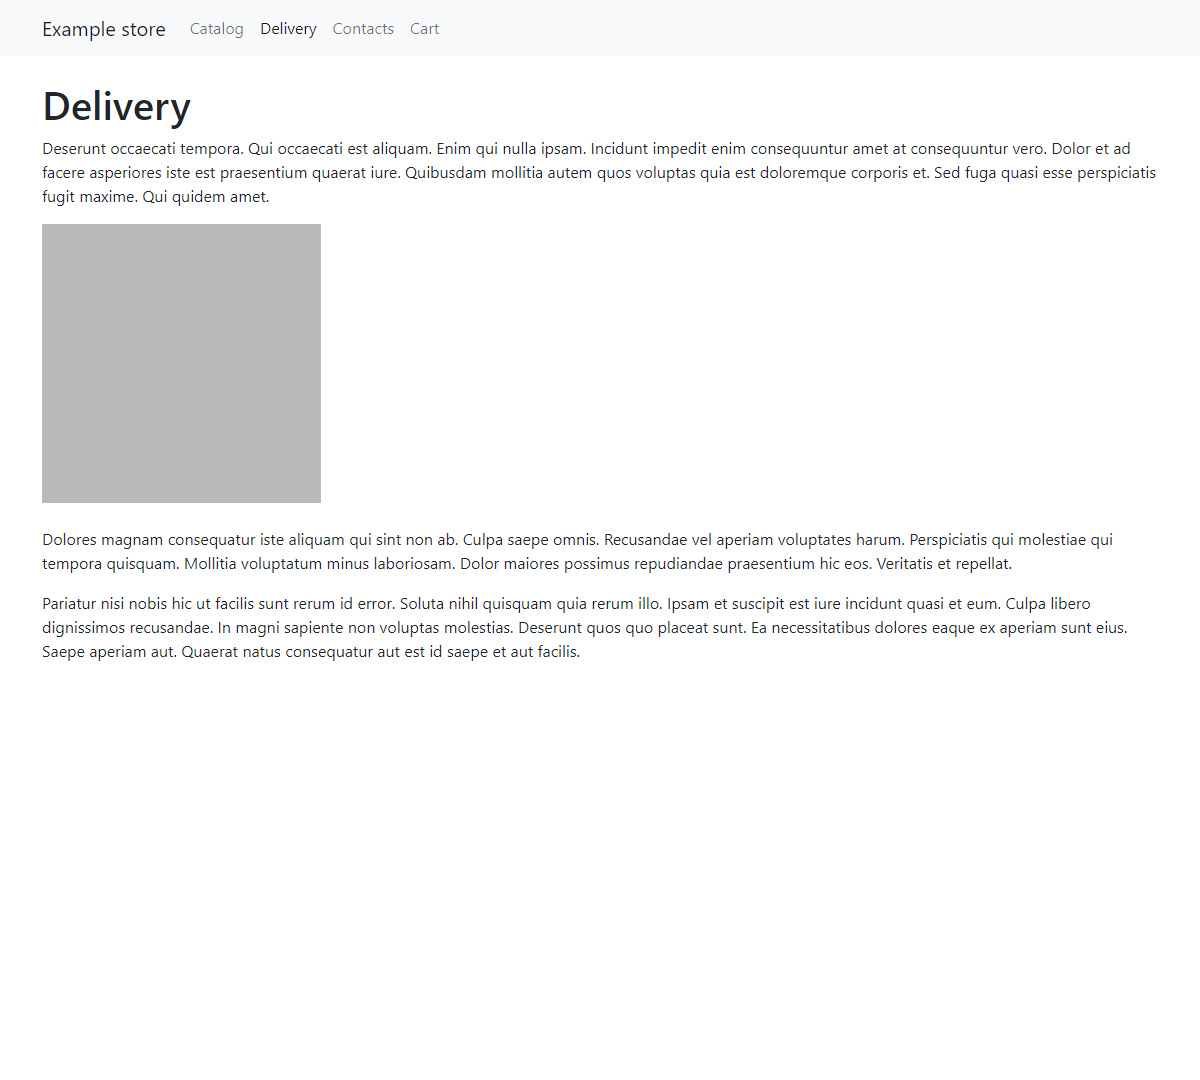 Example store Catalog Delivery Contacts Cart
Delivery
Deserunt occaecati tempora. Qui occaecati est aliquam. Enim qui nulla ipsam. Incidunt impedit enim consequuntur amet at consequuntur vero. Dolor et ad
facere asperiores iste est praesentium quaerat iure. Quibusdam mollitia autem quos voluptas quia est doloremque corporis et. Sed fuga quasi esse perspiciatis
fugit maxime. Qui quidem amet.
Dolores magnam consequatur iste aliquam qui sint non ab. Culpa saepe omnis. Recusandae vel aperiam voluptates harum. Perspiciatis qui molestiae qui
tempora quisquam. Mollitia voluptatum minus laboriosam. Dolor maiores possimus repudiandae praesentium hic eos. Veritatis et repellat.
Pariatur nisi nobis hic ut facilis sunt rerum id error. Soluta nihil quisquam quia rerum illo. Ipsam et suscipit est iure incidunt quasi et eum. Culpa libero
dignissimos recusandae. In magni sapiente non voluptas molestias. Deserunt quos quo placeat sunt. Ea necessitatibus dolores eaque ex aperiam sunt eius.
Saepe aperiam aut. Quaerat natus consequatur aut est id saepe et aut facilis.